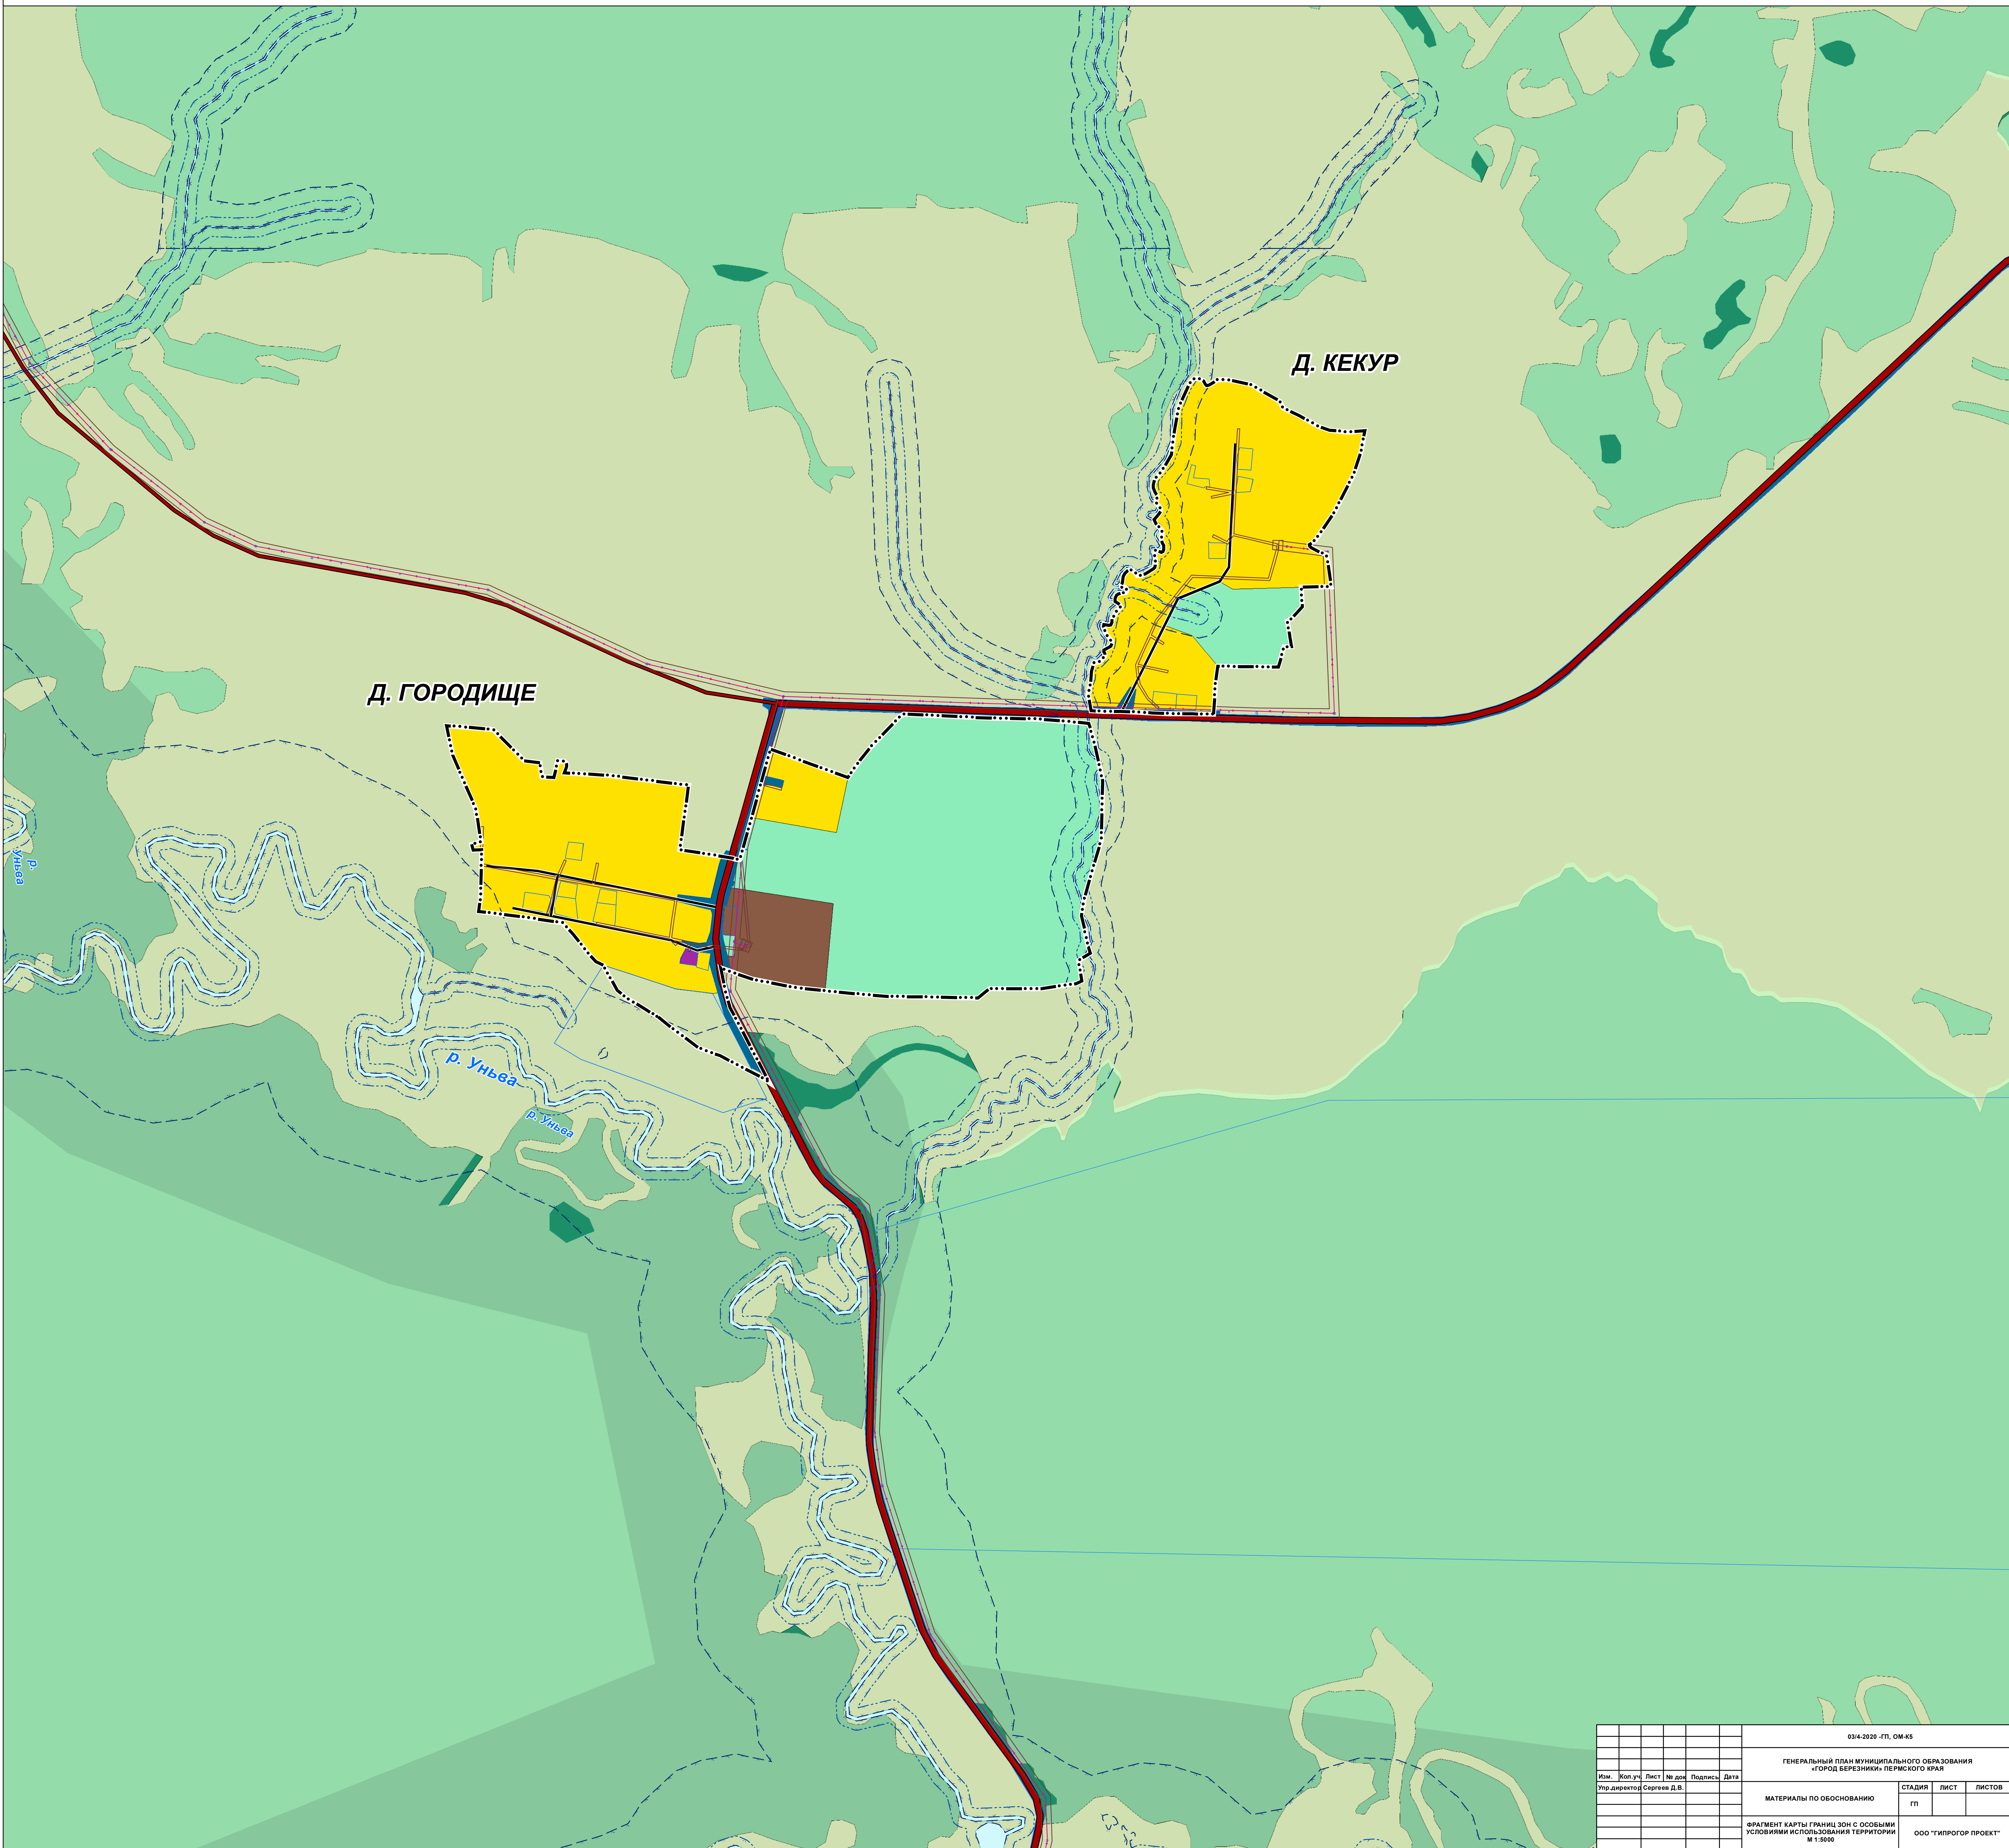 Д. КЕКУР
Д. ГОРОДИЩЕ
р.
Уньва
р. Уньва
р. Уньва
03/4-2020 -ГП, ОМ-К5
ГЕНЕРАЛЬНЫЙ ПЛАН МУНИЦИПАЛЬНОГО ОБРАЗОВАНИЯ
«ГОРОД БЕРЕЗНИКИ» ПЕРМСКОГО КРАЯ
Изм. Кол.уч Лист № док Подпись Дата
Упр.директор Сергеев Д.В.
МАТЕРИАЛЫ ПО ОБОСНОВАНИЮ
СТАДИЯ ЛИСТ ЛИСТОВ
ГП
ФРАГМЕНТ КАРТЫ ГРАНИЦ ЗОН С ОСОБЫМИ
УСЛОВИЯМИ ИСПОЛЬЗОВАНИЯ ТЕРРИТОРИИ
М 1:5000
ООО "ГИПРОГОР ПРОЕКТ"